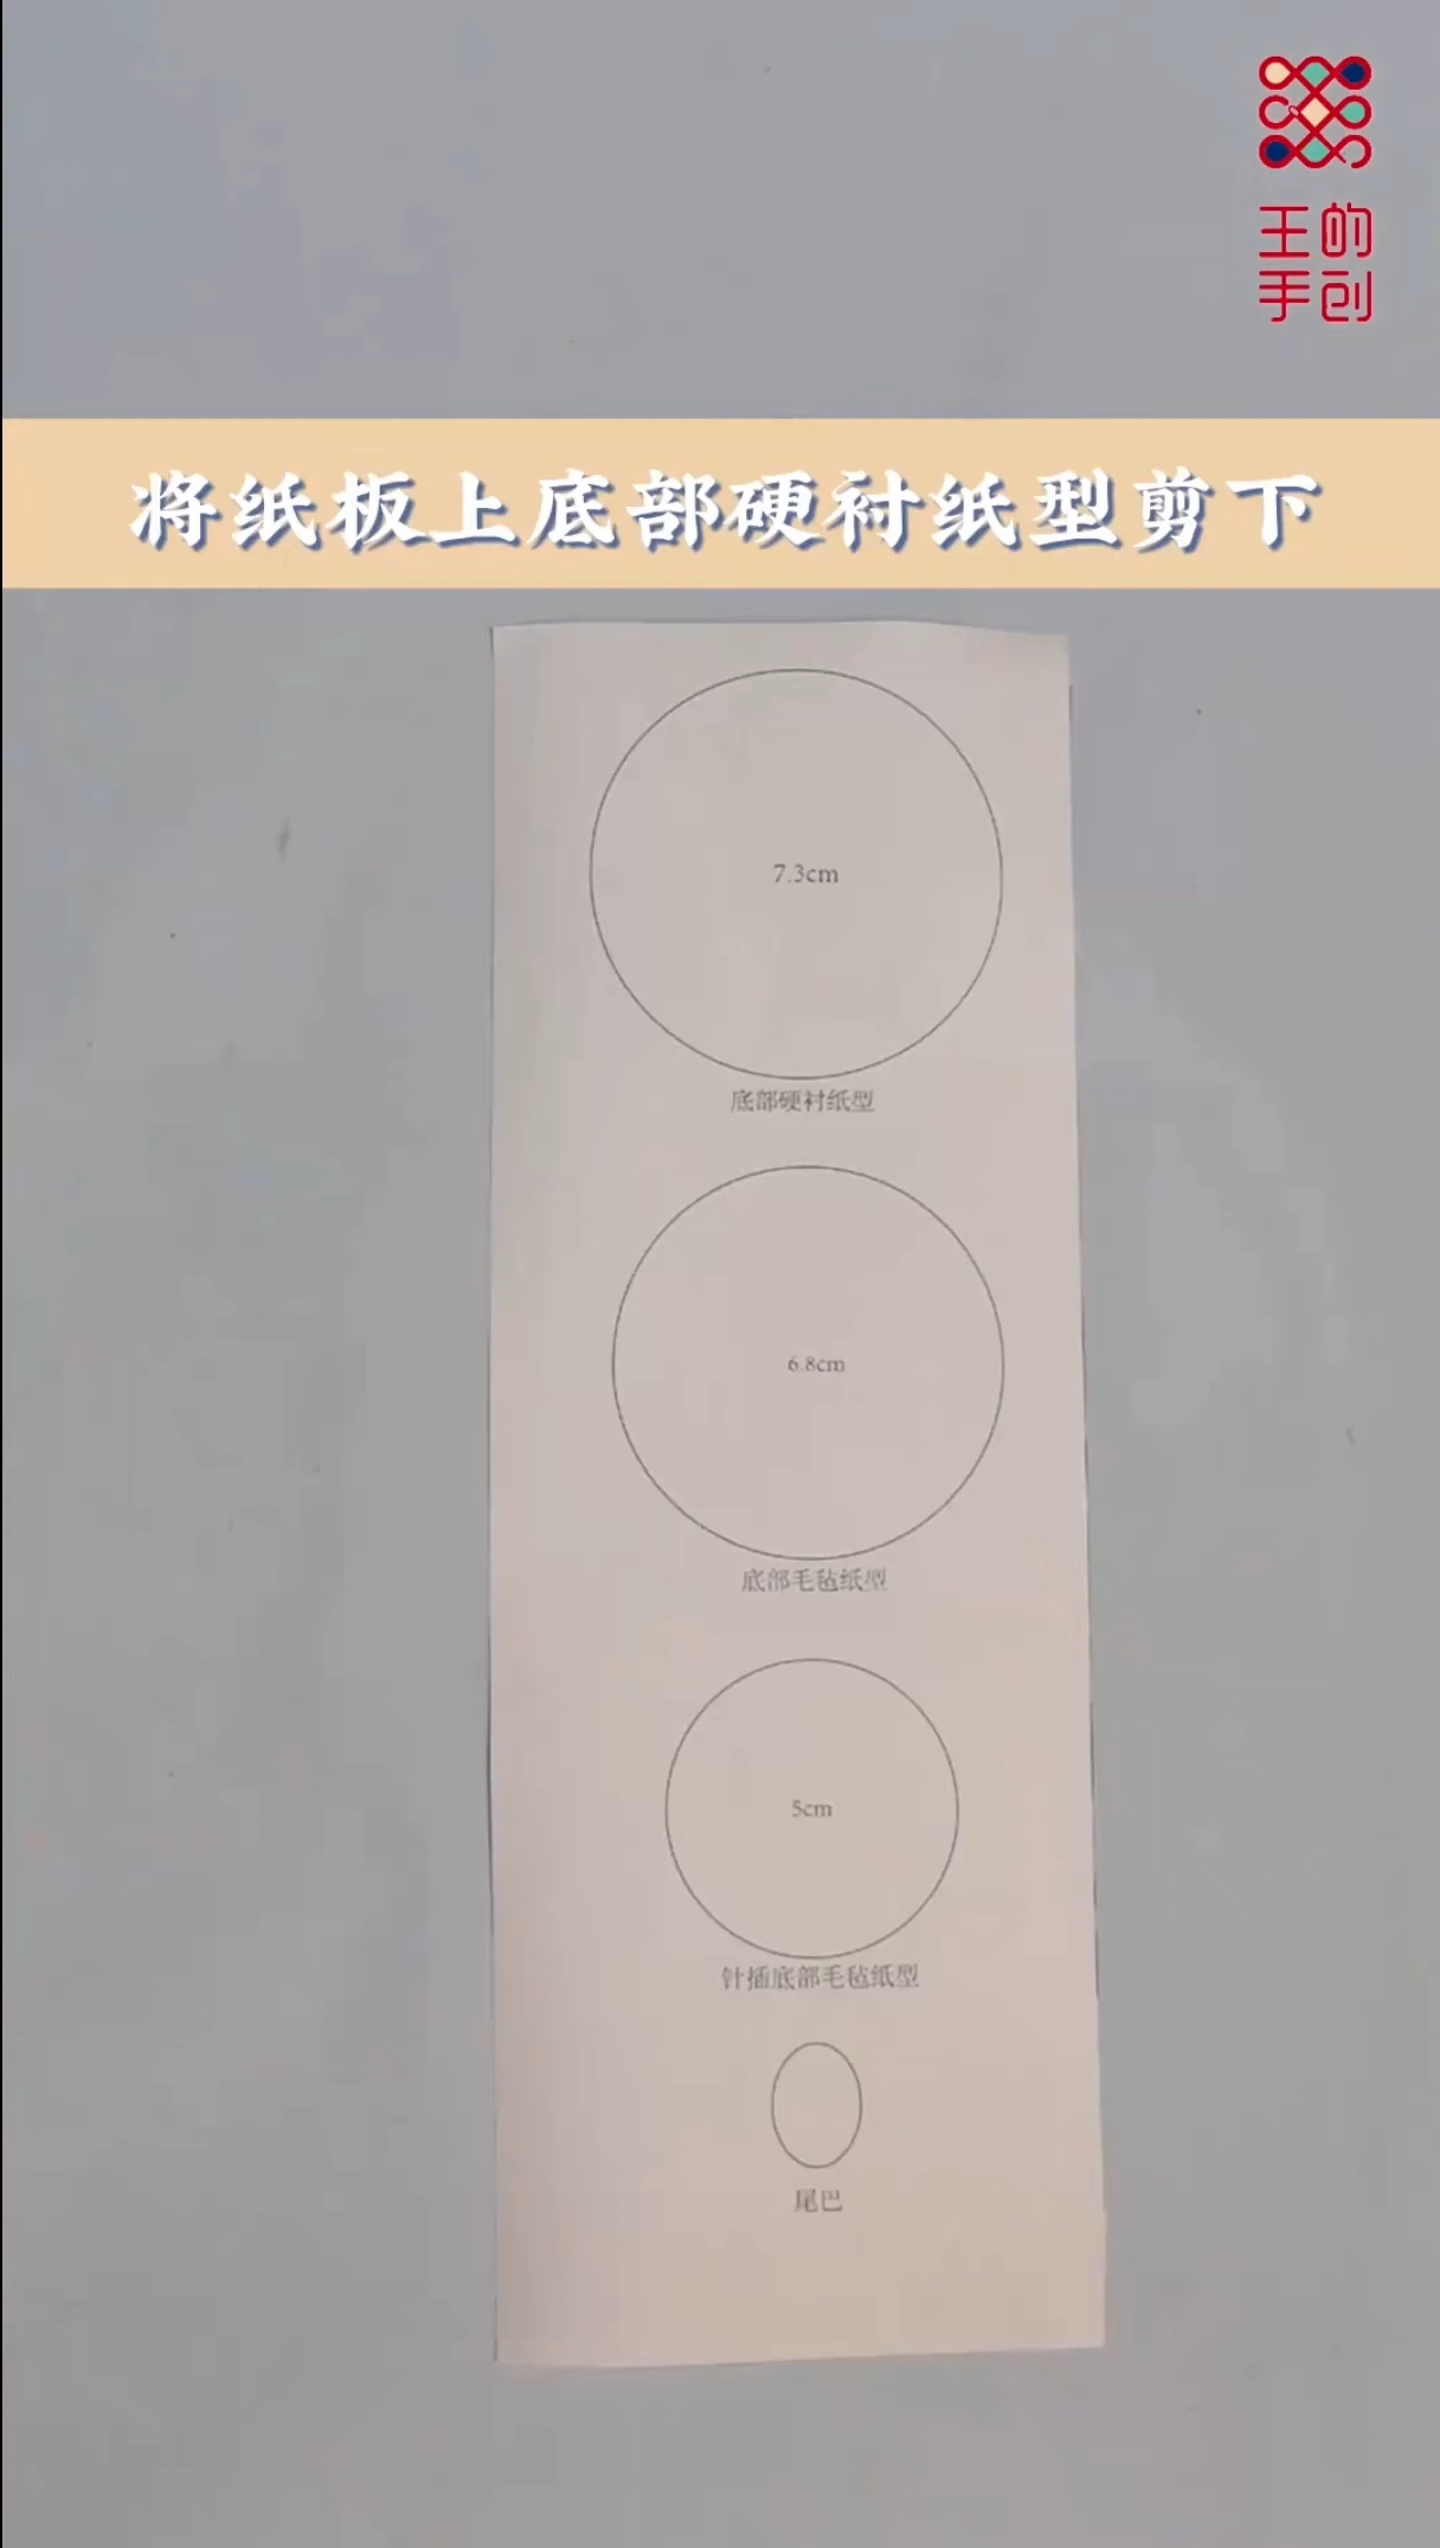 王的
手创
将纸板上底部硬衬纸型剪下
7.3cm
底部硬衬纸型
6.8cm
底部毛毡纸型
5cm
针插底部毛毡纸型
尾巴